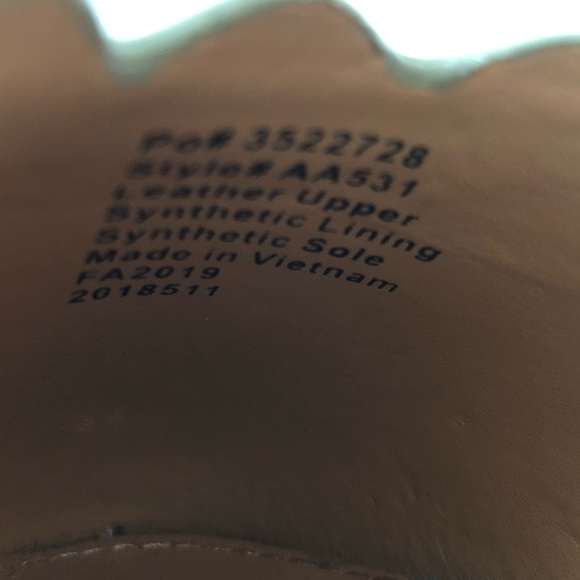 Po# 3522728
Style# AA531
Leather Upper
Synthetic Lining
Synthetic Sole
Made in Vietnam
FA2019
2018511